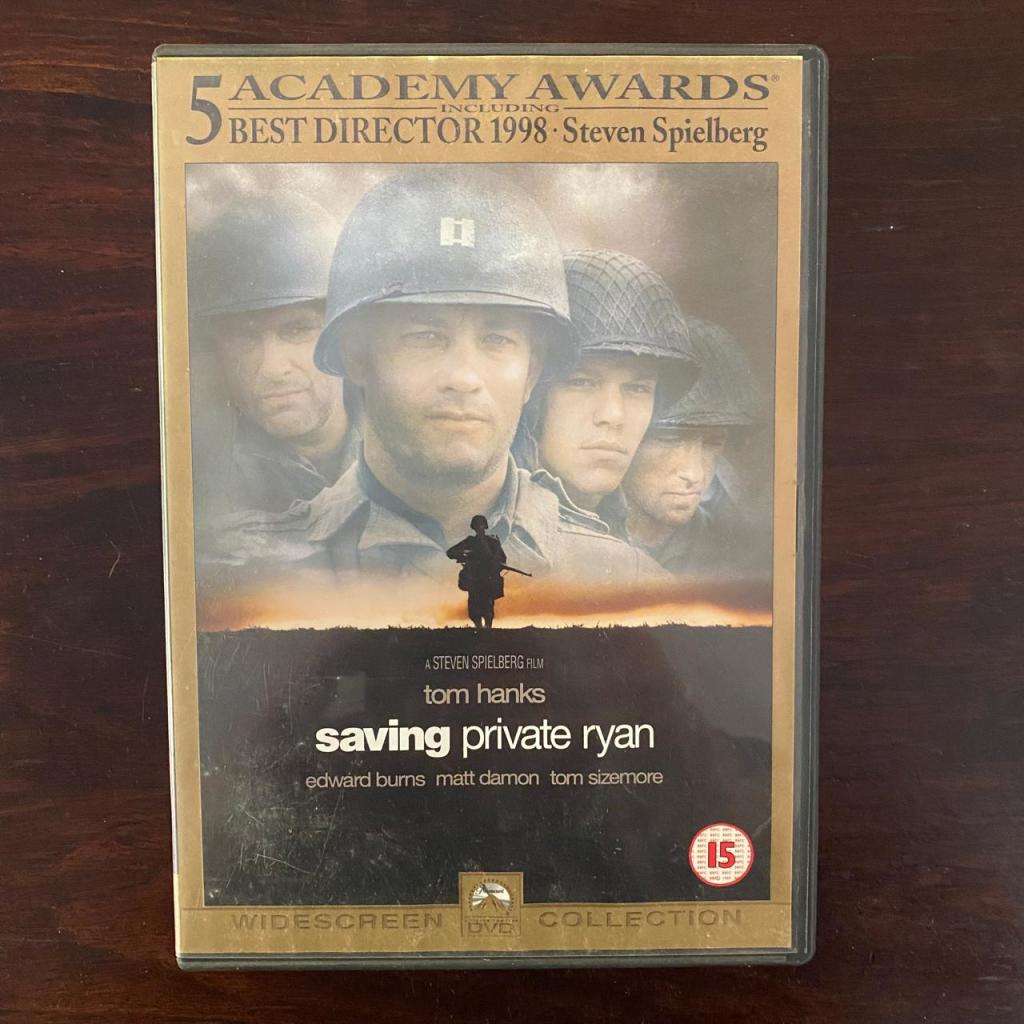 5 ACADEMY AWARDS®
INCLUDING
BEST DIRECTOR 1998 · Steven Spielberg
A STEVEN SPIELBERG FILM
tom hanks
saving private ryan
edward burns matt damon tom sizemore
15
Paramount
WIDESCREEN DVD COLLECTION